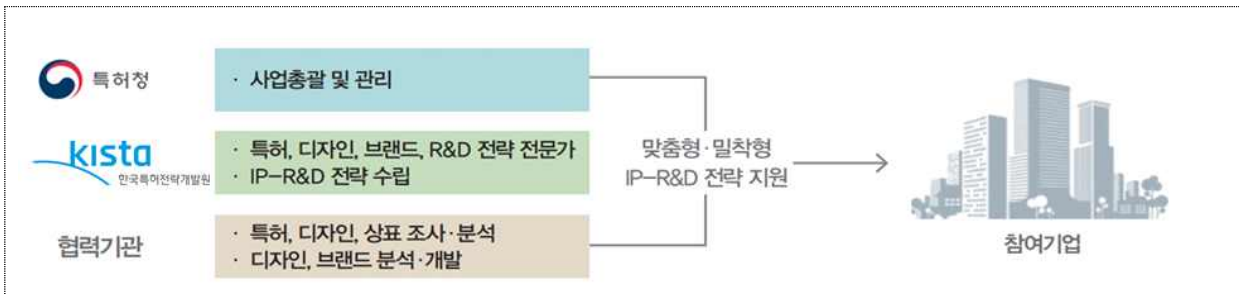 특허청
· 사업총괄 및 관리
kista
한국특허전략개발원
· 특허, 디자인, 브랜드, R&D 전략 전문가
· IP-R&D 전략 수립
협력기관
· 특허, 디자인, 상표 조사·분석
· 디자인, 브랜드 분석·개발
맞춤형·밀착형
IP-R&D 전략 지원
참여기업